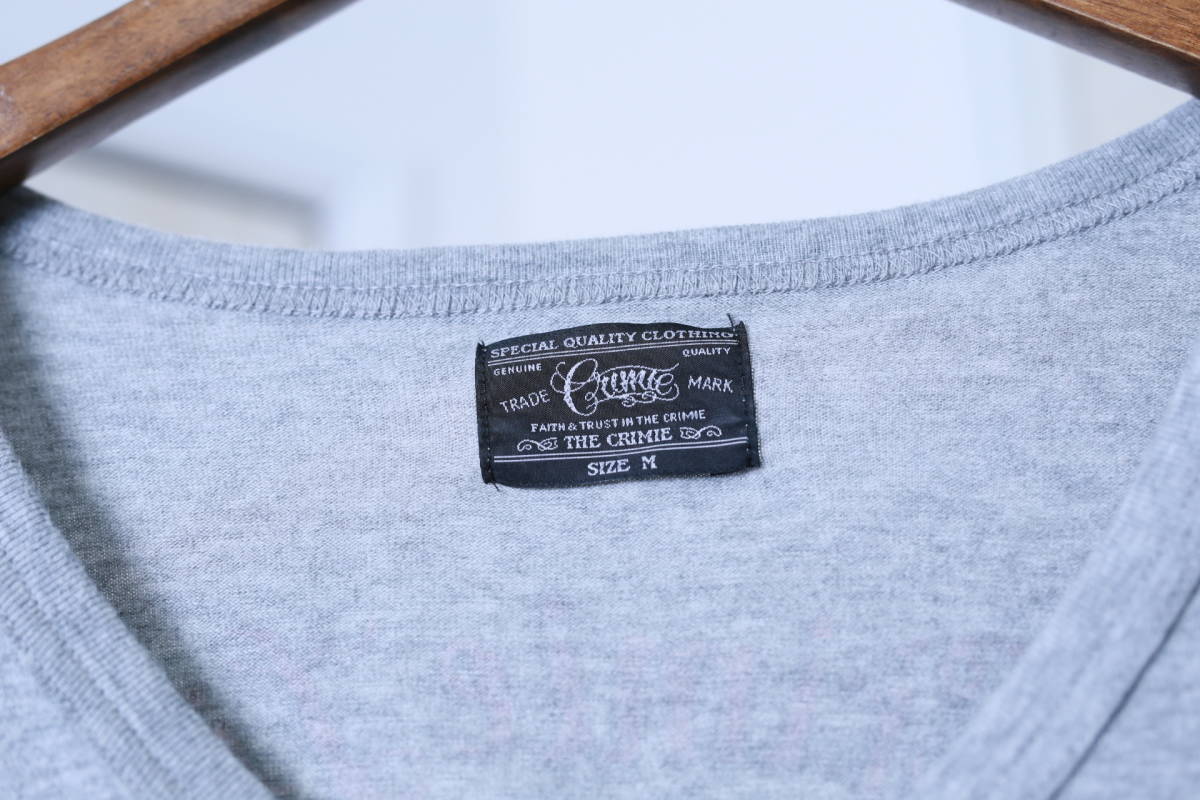 SPECIAL QUALITY CLOTHING
GENUINE QUALITY
TRADE Crimie MARK
FAITH & TRUST IN THE CRIMIE
THE CRIMIE
SIZE M